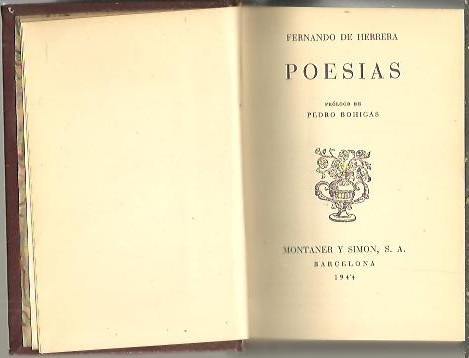 FERNANDO DE HERRERA
POESIAS
PRÓLOGO DE
PEDRO BOHIGAS
MONTANER Y SIMON, S. A.
BARCELONA
1944